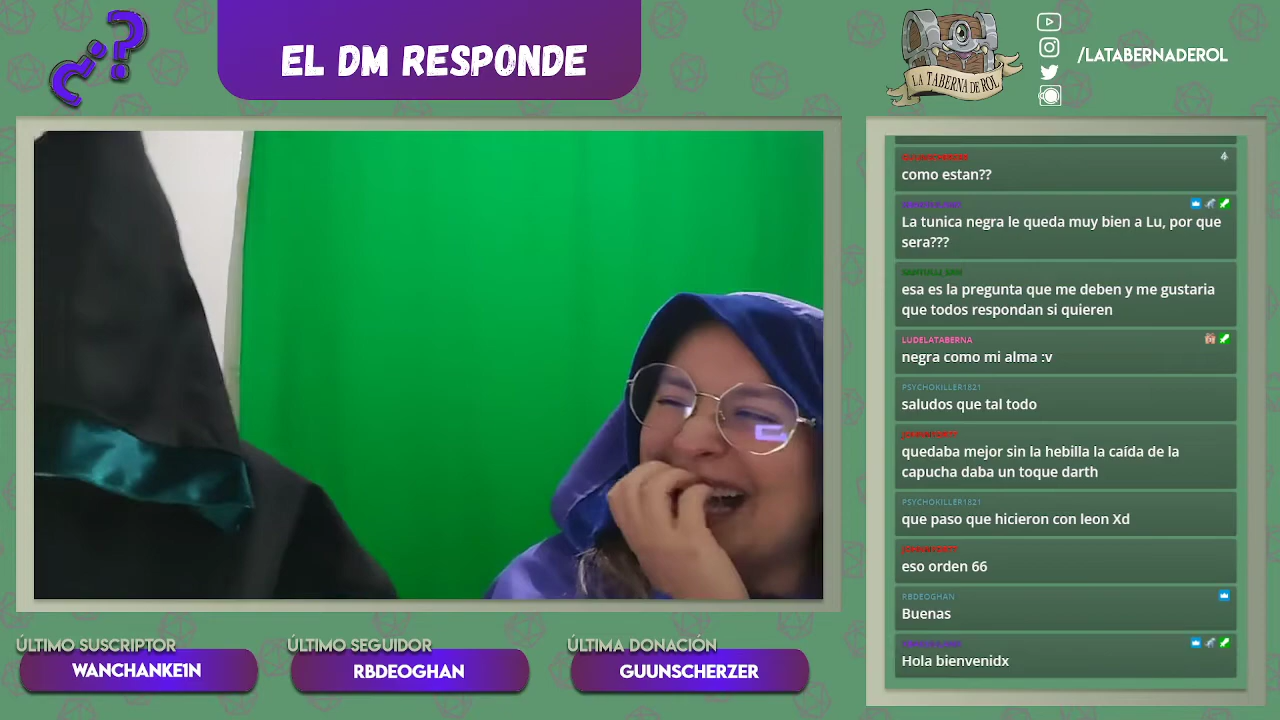 ¿?
EL DM RESPONDE
LA TABERNA DE ROL
/LATABERNADEROL
4
como estan??
La tunica negra le queda muy bien a Lu, por que
sera???
esa es la pregunta que me deben y me gustaria
que todos respondan si quieren
LUDELATABERNA
negra como mi alma :v
PSYCHOKILLER1821
saludos que tal todo
quedaba mejor sin la hebilla la caída de la
capucha daba un toque darth
PSYCHOKILLER1821
que paso que hicieron con leon Xd
eso orden 66
RBDEOGHAN
Buenas
Hola bienvenidx
ÚLTIMO SUSCRIPTOR
WANCHANKE1N
ÚLTIMO SEGUIDOR
RBDEOGHAN
ÚLTIMA DONACIÓN
GUUNSCHERZER